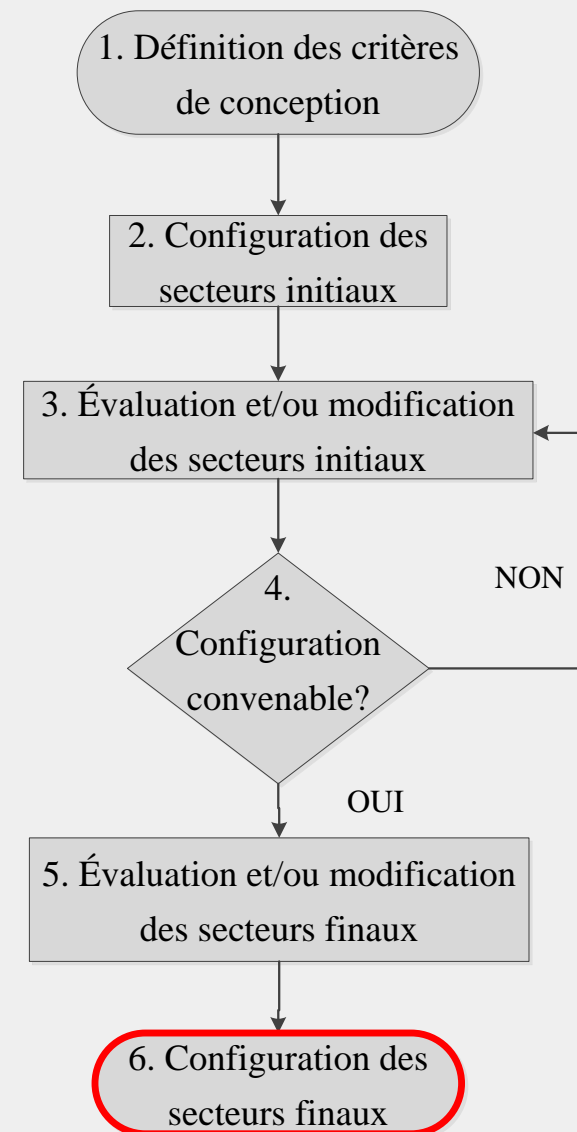 1. Définition des critères
de conception
2. Configuration des
secteurs initiaux
3. Évaluation et/ou modification
des secteurs initiaux
4.
Configuration
convenable?
NON
OUI
5. Évaluation et/ou modification
des secteurs finaux
6. Configuration des
secteurs finaux